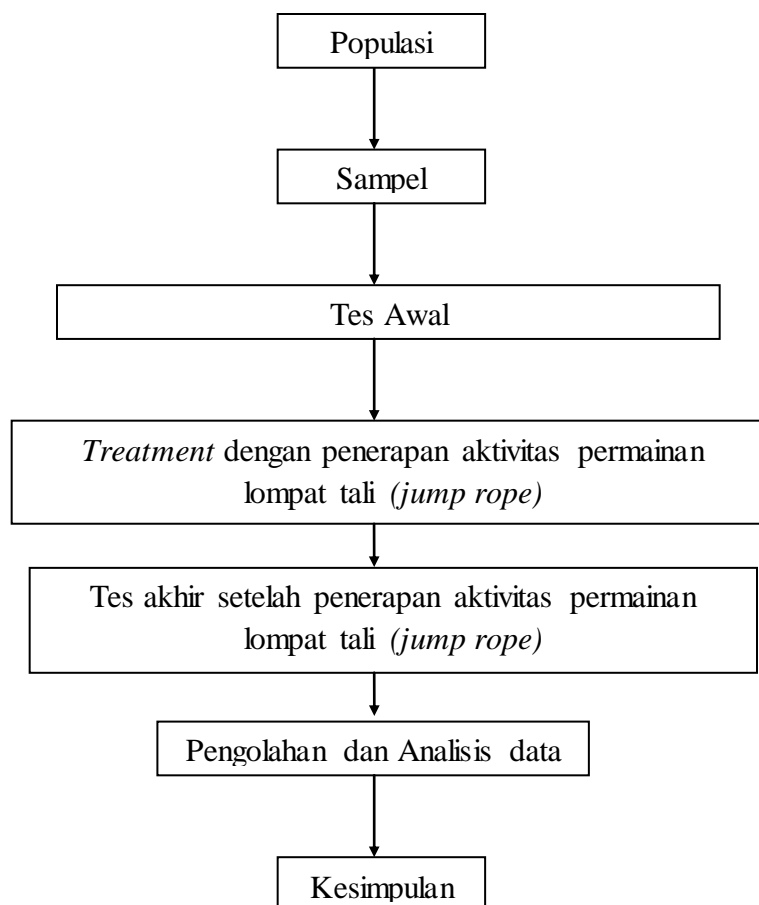 Populasi
Sampel
Tes Awal
Treatment dengan penerapan aktivitas permainan
lompat tali (jump rope)
Tes akhir setelah penerapan aktivitas permainan
lompat tali (jump rope)
Pengolahan dan Analisis data
Kesimpulan